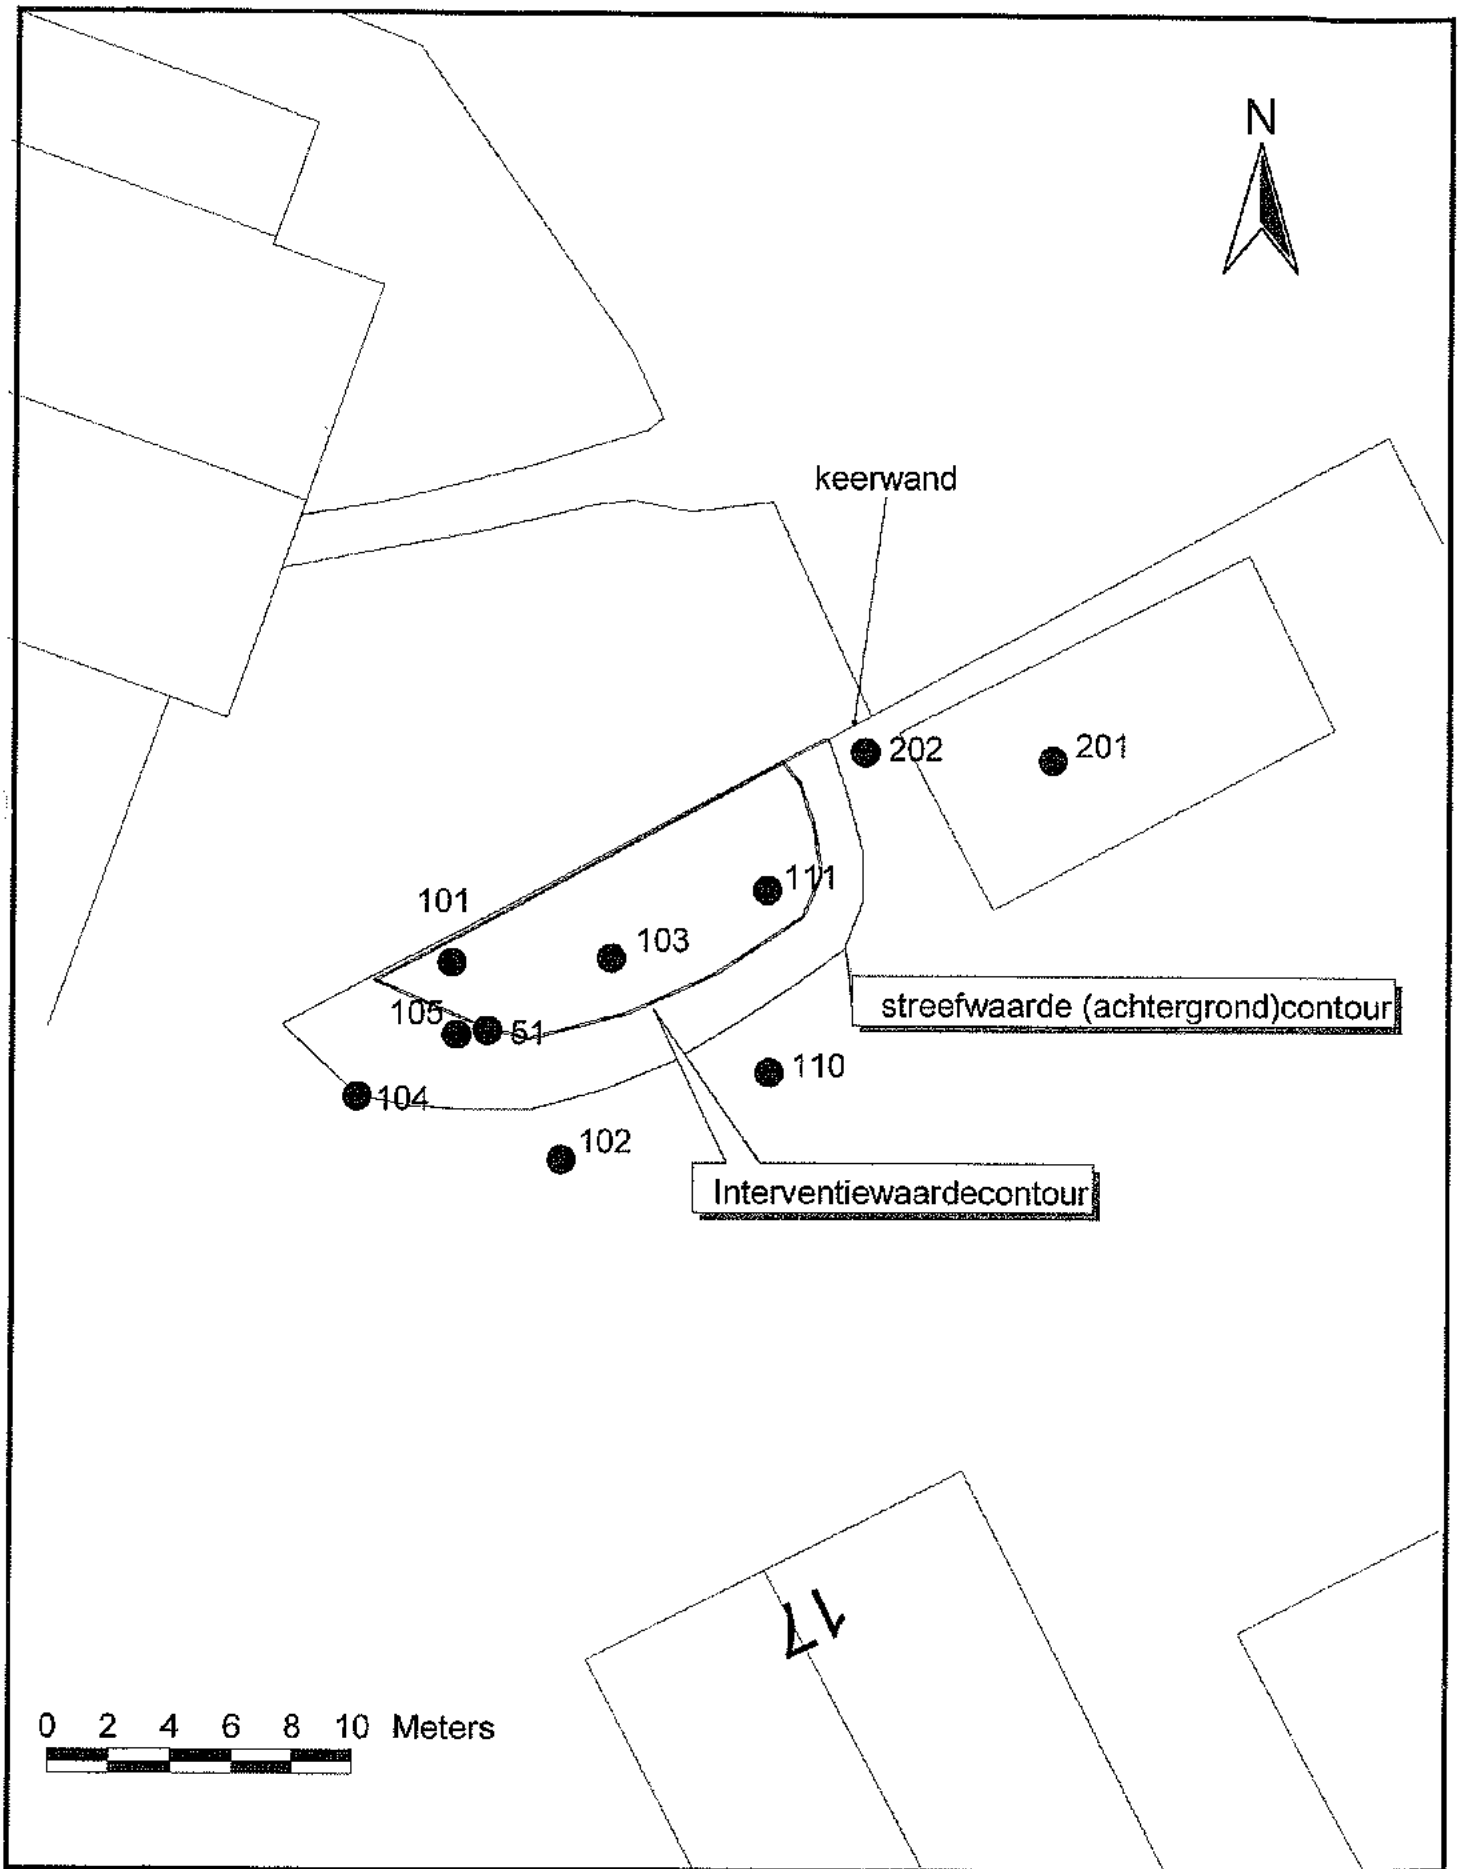 N
keerwand
202
201
111
101
103
105
51
streefwaarde (achtergrond)contour
110
104
102
Interventiewaardecontour
17
0 2 4 6 8 10 Meters